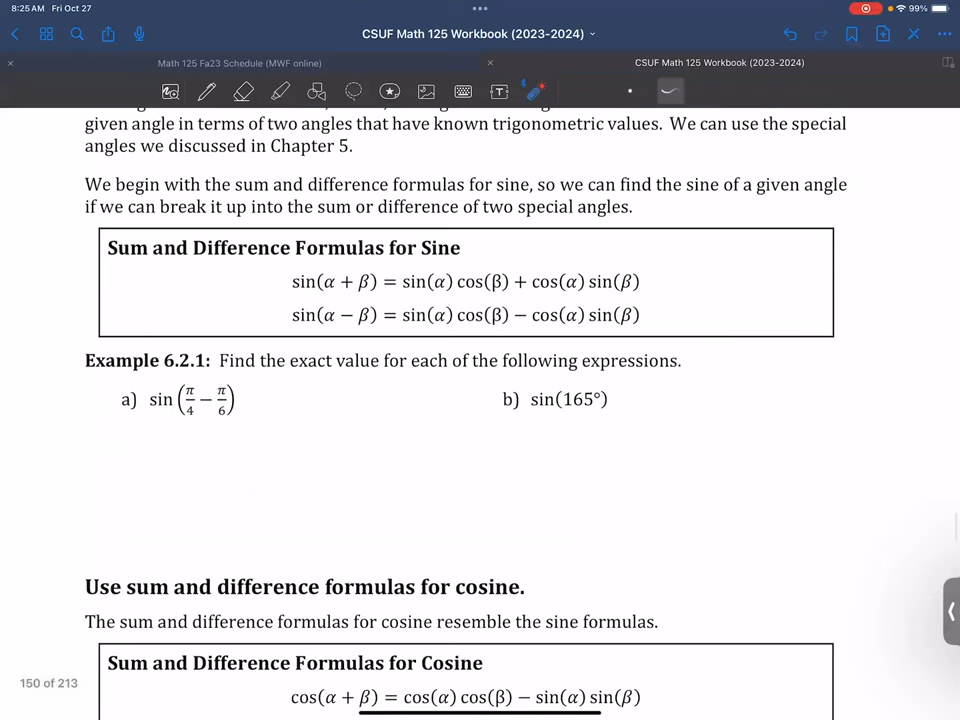 8:25AM Fri Oct 27
99%
CSUF Math 125 Workbook (2023-2024)
Math 125 Fa23 Schedule (MWF online)
CSUF Math 125 Workbook (2023-2024)
given angle in terms of two angles that have known trigonometric values. We can use the special
angles we discussed in Chapter 5.
We begin with the sum and difference formulas for sine, so we can find the sine of a given angle
if we can break it up into the sum or difference of two special angles.
Sum and Difference Formulas for Sine
sin(α + β) = sin(α) cos(β) + cos(α) sin(β)
sin(α − β) = sin(α) cos(β) − cos(α) sin(β)
Example 6.2.1: Find the exact value for each of the following expressions.
a) sin(π/4 − π/6)
b) sin(165°)
Use sum and difference formulas for cosine.
The sum and difference formulas for cosine resemble the sine formulas.
Sum and Difference Formulas for Cosine
150 of 213
cos(α + β) = cos(α) cos(β) − sin(α) sin(β)